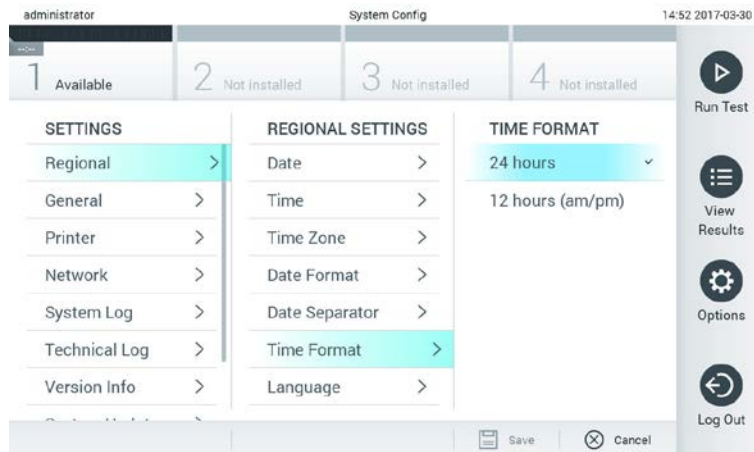 administrator System Config 14:52 2017-03-30
--:--
1 Available 2 Not installed 3 Not installed 4 Not installed
Run Test
SETTINGS REGIONAL SETTINGS TIME FORMAT
Regional Date 24 hours
General Time 12 hours (am/pm)
View
Results
Printer Time Zone
Network Date Format
System Log Date Separator
Options
Technical Log Time Format
Version Info Language
Log Out
Save Cancel